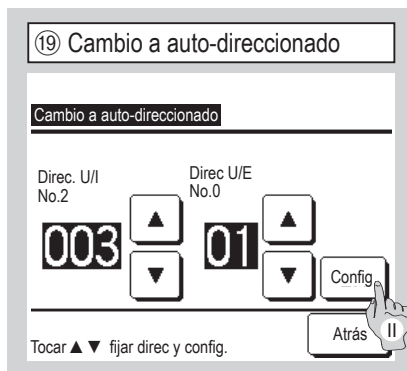 ⑲ Cambio a auto-direccionado
Cambio a auto-direccionado
Direc. U/I
No.2
Direc U/E
No.0
003
▲
▼
01
▲
▼
Config.
Atrás
⑪
Tocar ▲ ▼ fijar direc y config.